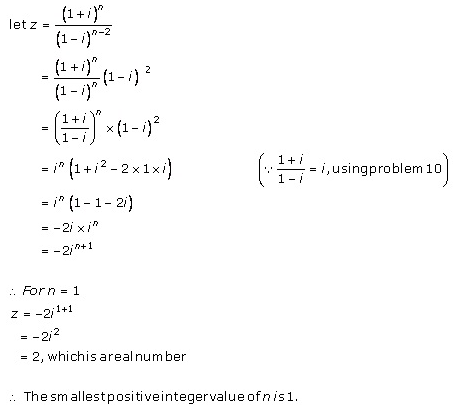 let z = (1+i)^n / (1−i)^(n−2)
= (1+i)^n / (1−i)^n (1−i)^2
= ((1+i)/(1−i))^n × (1−i)^2
= i^n (1+i^2−2×1×i) (∵ (1+i)/(1−i) = i, using problem 10)
= i^n (1−1−2i)
= −2i × i^n
= −2i^(n+1)
∴ For n = 1
z = −2i^(1+1)
= −2i^2
= 2, which is a real number
∴ The smallest positive integer value of n is 1.